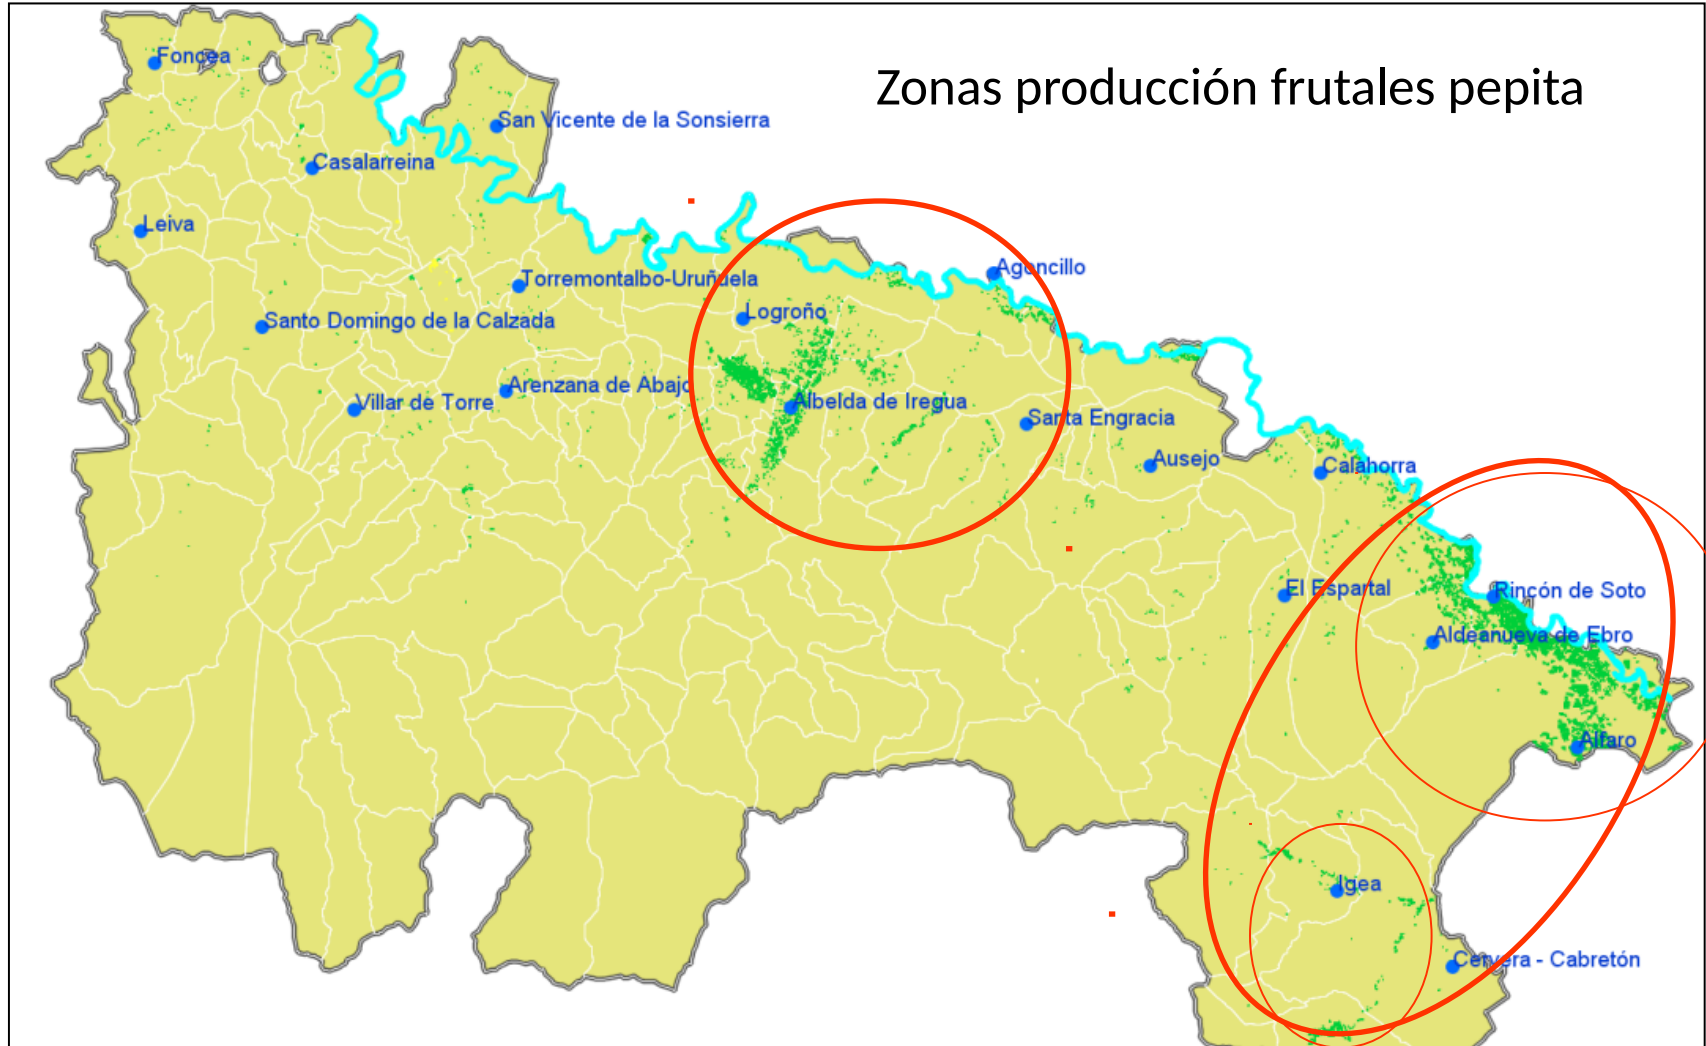 Foncea
Zonas producción frutales pepita
San Vicente de la Sonsierra
Casalarreina
Leiva
Agoncillo
Torremontalbo-Uruñuela
Logroño
Santo Domingo de la Calzada
Arenzana de Abajo
Villar de Torre
Albelda de Iregua
Santa Engracia
Ausejo
Calahorra
El Espartal
Rincón de Soto
Aldeanueva de Ebro
Alfaro
Igea
Cervera - Cabretón